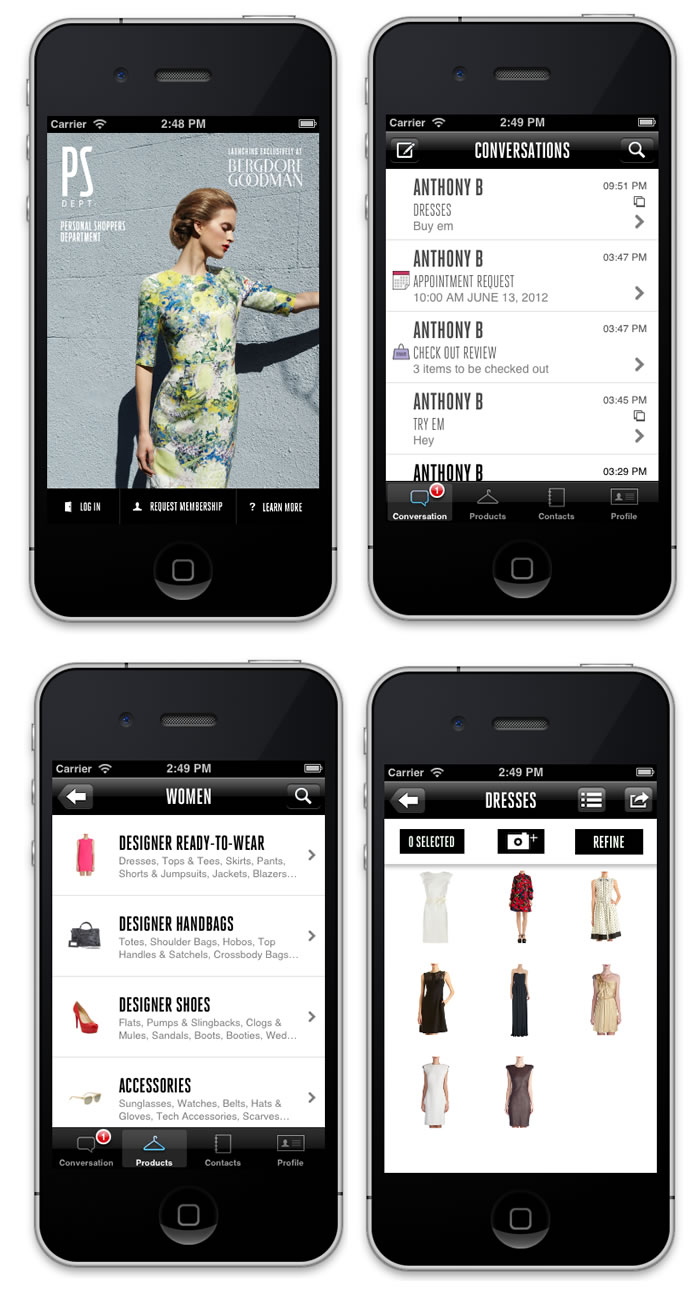 Carrier
2:48 PM
PS
DEPT.
PERSONAL SHOPPERS
DEPARTMENT
LAUNCHING EXCLUSIVELY AT
BERGDORF
GOODMAN
LOG IN
REQUEST MEMBERSHIP
? LEARN MORE
Carrier
2:49 PM
CONVERSATIONS
ANTHONY B
09:51 PM
DRESSES
Buy em
ANTHONY B
03:47 PM
APPOINTMENT REQUEST
10:00 AM JUNE 13, 2012
ANTHONY B
03:47 PM
CHECK OUT REVIEW
3 items to be checked out
ANTHONY B
03:45 PM
TRY EM
Hey
ANTHONY B
03:29 PM
1
Conversation
Products
Contacts
Profile
Carrier
2:49 PM
WOMEN
DESIGNER READY-TO-WEAR
Dresses, Tops & Tees, Skirts, Pants,
Shorts & Jumpsuits, Jackets, Blazers...
DESIGNER HANDBAGS
Totes, Shoulder Bags, Hobos, Top
Handles & Satchels, Crossbody Bags...
DESIGNER SHOES
Flats, Pumps & Slingbacks, Clogs &
Mules, Sandals, Boots, Booties, Wed...
ACCESSORIES
Sunglasses, Watches, Belts, Hats &
Gloves, Tech Accessories, Scarves...
1
Conversation
Products
Contacts
Profile
Carrier
2:49 PM
DRESSES
0 SELECTED
+
REFINE